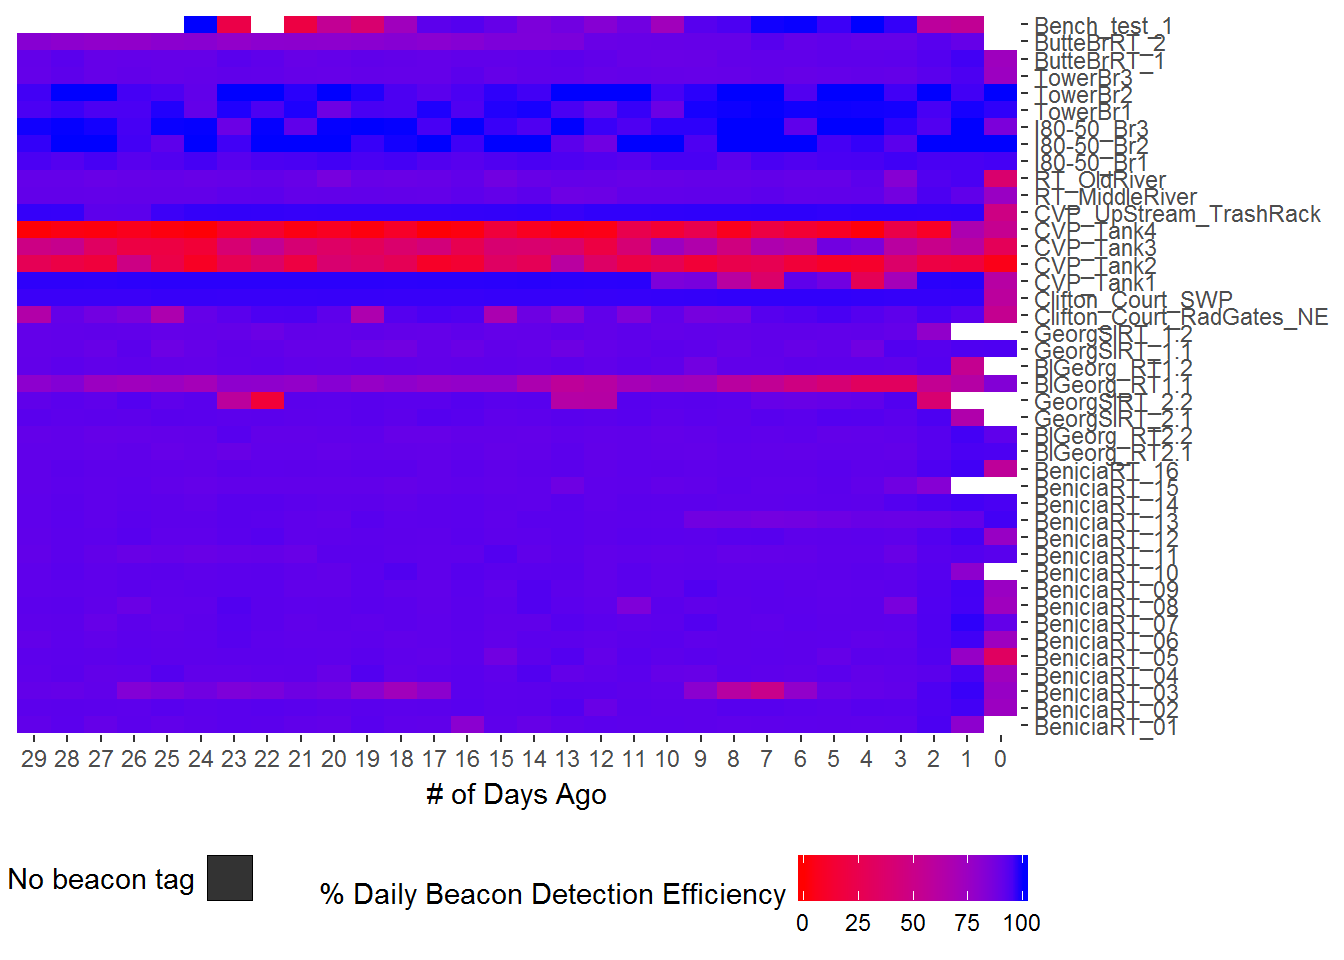 Bench_test_1
ButteBrRT_2
ButteBrRT_1
TowerBr3
TowerBr2
TowerBr1
I80-50_Br3
I80-50_Br2
I80-50_Br1
RT_OldRiver
RT_MiddleRiver
CVP_UpStream_TrashRack
CVP_Tank4
CVP_Tank3
CVP_Tank2
CVP_Tank1
Clifton_Court_SWP
Clifton_Court_RadGates_NE
GeorgSlRT_1.2
GeorgSlRT_1.1
BlGeorg_RT1.2
BlGeorg_RT1.1
GeorgSlRT_2.2
GeorgSlRT_2.1
BlGeorg_RT2.2
BlGeorg_RT2.1
BeniciaRT_16
BeniciaRT_15
BeniciaRT_14
BeniciaRT_13
BeniciaRT_12
BeniciaRT_11
BeniciaRT_10
BeniciaRT_09
BeniciaRT_08
BeniciaRT_07
BeniciaRT_06
BeniciaRT_05
BeniciaRT_04
BeniciaRT_03
BeniciaRT_02
BeniciaRT_01
29 28 27 26 25 24 23 22 21 20 19 18 17 16 15 14 13 12 11 10 9 8 7 6 5 4 3 2 1 0
# of Days Ago
No beacon tag
% Daily Beacon Detection Efficiency
0 25 50 75 100